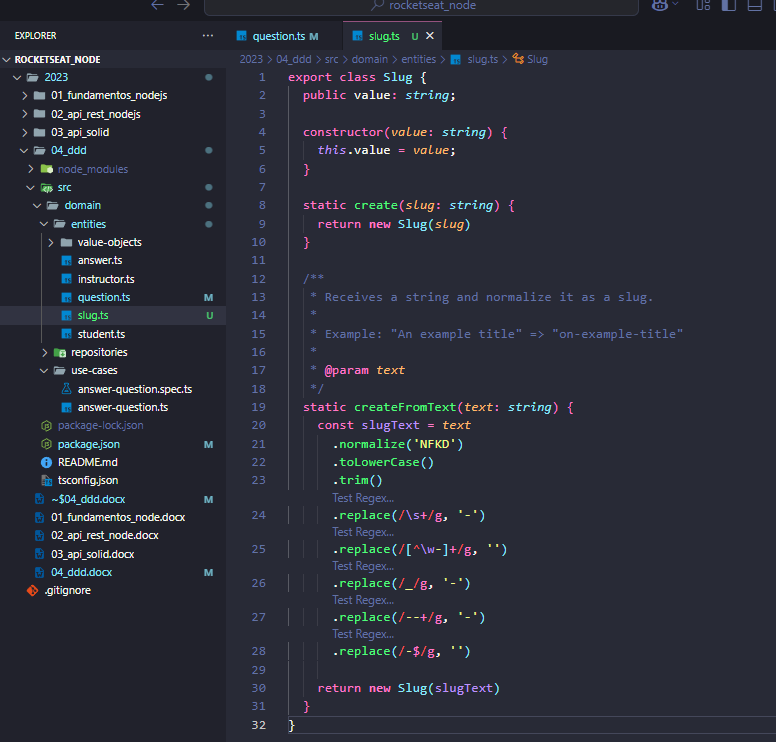 rocketseat_node
EXPLORER
question.ts M
slug.ts U
ROCKETSEAT_NODE
2023
01_fundamentos_nodejs
02_api_rest_nodejs
03_api_solid
04_ddd
node_modules
src
domain
entities
value-objects
answer.ts
instructor.ts
question.ts M
slug.ts U
student.ts
repositories
use-cases
answer-question.spec.ts
answer-question.ts
package-lock.json
package.json M
README.md
tsconfig.json
~$04_ddd.docx M
01_fundamentos_node.docx
02_api_rest_node.docx
03_api_solid.docx
04_ddd.docx M
.gitignore
2023 > 04_ddd > src > domain > entities > slug.ts > Slug
1 export class Slug {
2 public value: string;
3
4 constructor(value: string) {
5 this.value = value;
6 }
7
8 static create(slug: string) {
9 return new Slug(slug)
10 }
11
12 /**
13 * Receives a string and normalize it as a slug.
14 *
15 * Example: "An example title" => "on-example-title"
16 *
17 * @param text
18 */
19 static createFromText(text: string) {
20 const slugText = text
21 .normalize('NFKD')
22 .toLowerCase()
23 .trim()
Test Regex...
24 .replace(/\s+/g, '-')
Test Regex...
25 .replace(/[^\w-]+/g, '')
Test Regex...
26 .replace(/_/g, '-')
Test Regex...
27 .replace(/--+/g, '-')
Test Regex...
28 .replace(/-$/g, '')
29
30 return new Slug(slugText)
31 }
32 }